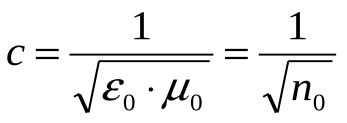 c = 1 / √(ε₀ · μ₀) = 1 / √n₀